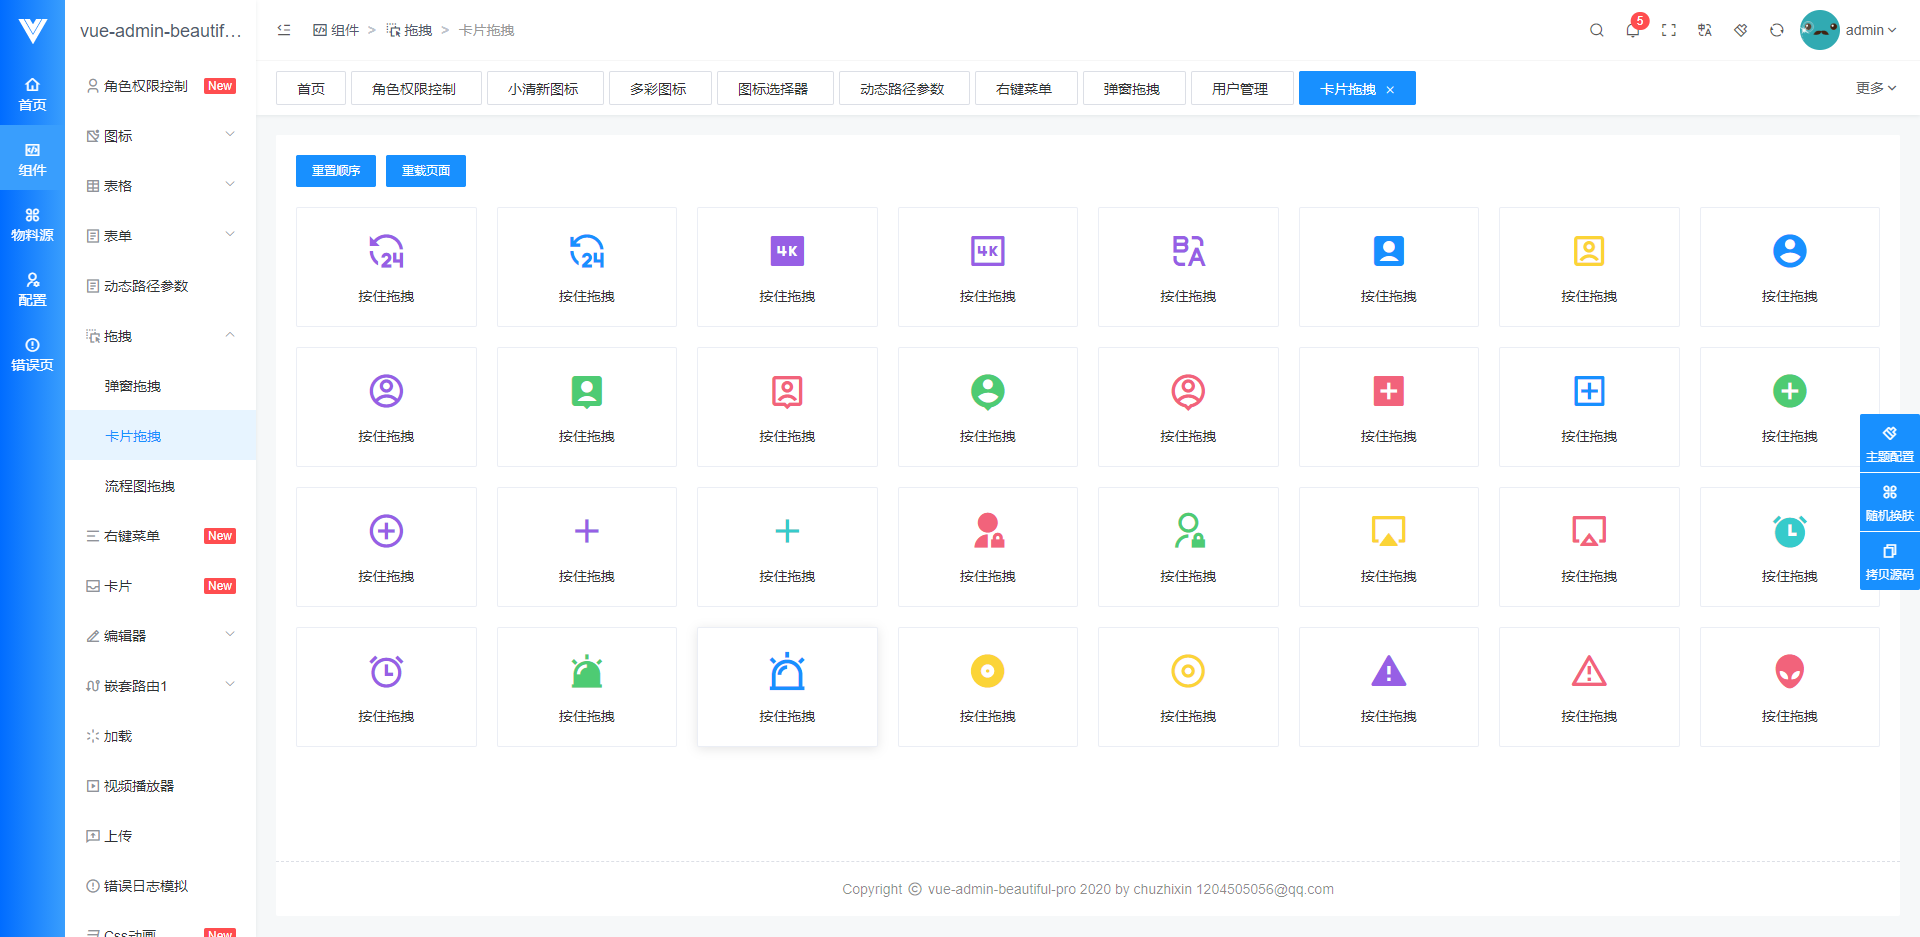 首页
组件
物料源
配置
错误页
vue-admin-beautif...
角色权限控制 New
图标
表格
表单
动态路径参数
拖拽
弹窗拖拽
卡片拖拽
流程图拖拽
右键菜单 New
卡片 New
编辑器
嵌套路由1
加载
视频播放器
上传
错误日志模拟
Css动画 New
组件 > 拖拽 > 卡片拖拽
5
admin
首页 角色权限控制 小清新图标 多彩图标 图标选择器 动态路径参数 右键菜单 弹窗拖拽 用户管理 卡片拖拽 ×
更多
重置顺序 重载页面
24 24 4K 4K BA
按住拖拽 按住拖拽 按住拖拽 按住拖拽 按住拖拽 按住拖拽 按住拖拽 按住拖拽
按住拖拽 按住拖拽 按住拖拽 按住拖拽 按住拖拽 按住拖拽 按住拖拽 按住拖拽
按住拖拽 按住拖拽 按住拖拽 按住拖拽 按住拖拽 按住拖拽 按住拖拽 按住拖拽
按住拖拽 按住拖拽 按住拖拽 按住拖拽 按住拖拽 按住拖拽 按住拖拽 按住拖拽
主题配置
随机换肤
拷贝源码
Copyright © vue-admin-beautiful-pro 2020 by chuzhixin 1204505056@qq.com